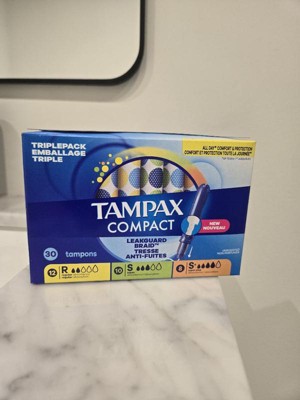 TRIPLEPACK
EMBALLAGE
TRIPLE
ALL DAY* COMFORT & PROTECTION
CONFORT ET PROTECTION TOUTE LA JOURNÉE*
TAMPAX
COMPACT
LEAKGUARD
BRAID™
TRESSE
ANTI-FUITES
NEW
NOUVEAU
30 tampons
12 R
10 S
8 S+